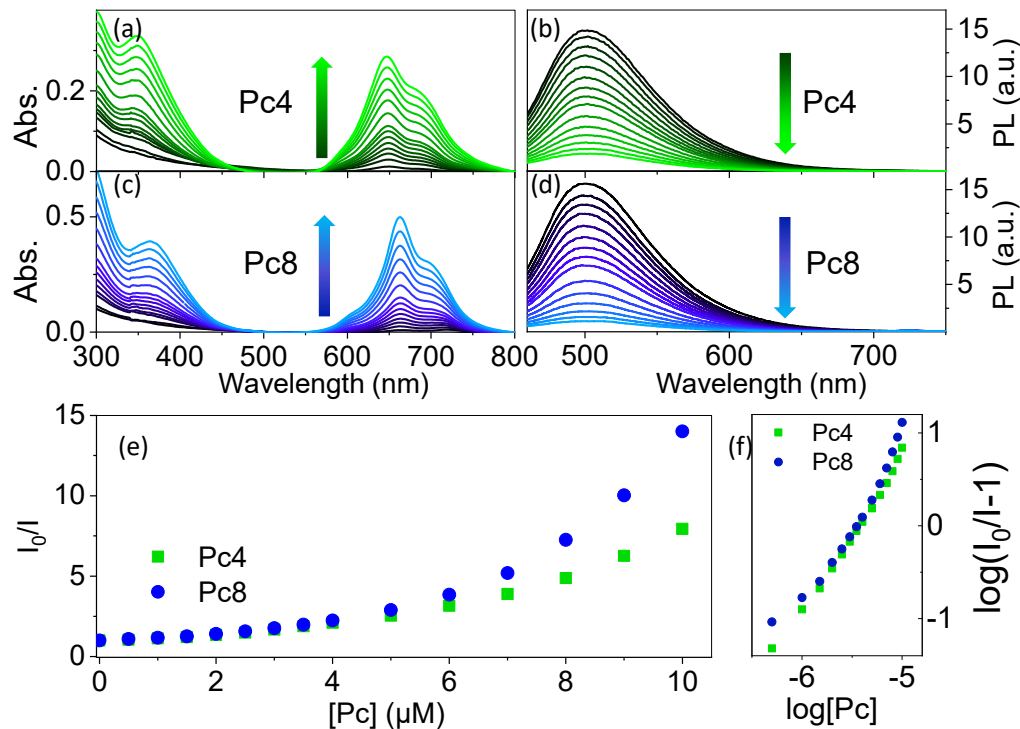 (a)
Abs.
0.2
0.0
Pc4
(b)
Pc4
15
10
5
PL (a.u.)
(c)
Abs.
0.5
0.0
Pc8
300 400 500 600 700 800
Wavelength (nm)
(d)
Pc8
15
10
5
PL (a.u.)
500 600 700
Wavelength (nm)
(e)
I₀/I
15
10
5
0
Pc4
Pc8
0 2 4 6 8 10
[Pc] (µM)
(f)
Pc4
Pc8
1
0
-1
log(I₀/I-1)
-6 -5
log[Pc]